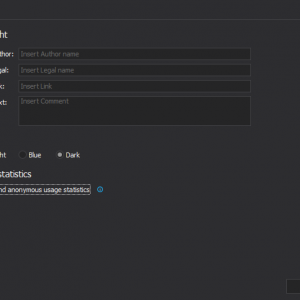 ht
thor: Insert Author name
gal: Insert Legal name
k: Insert Link
xt: Insert Comment
ht Blue Dark
statistics
nd anonymous usage statistics